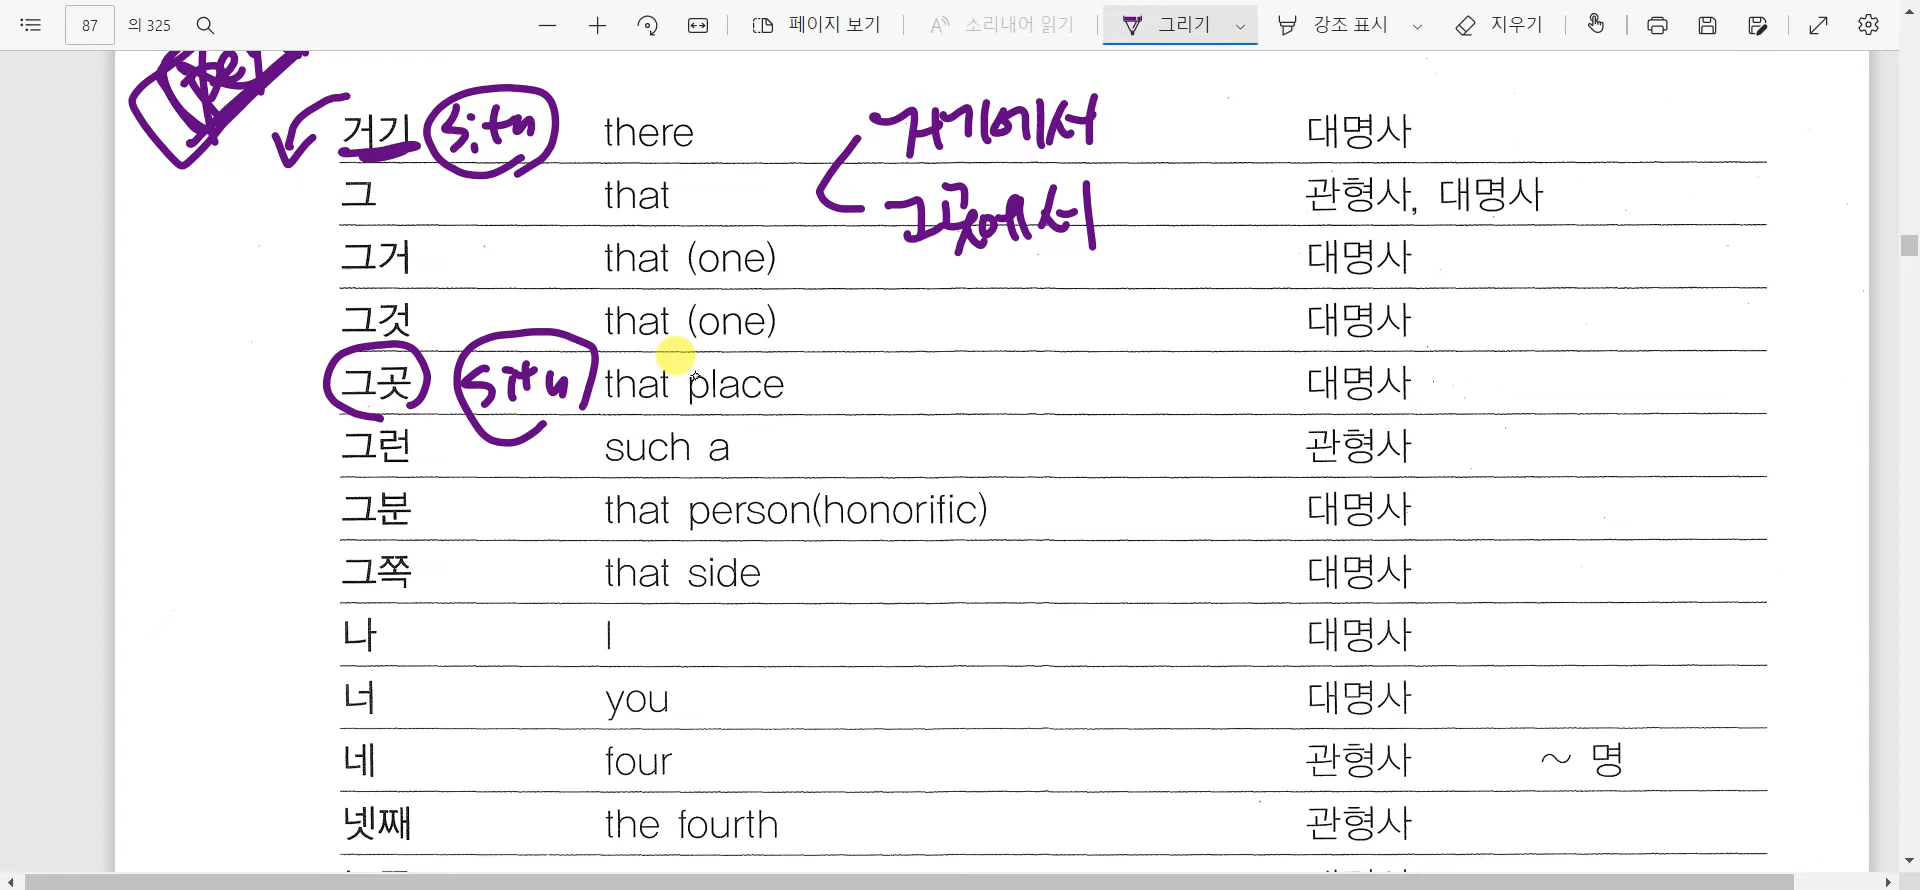 87 의 325 페이지 보기 소리내어 읽기 그리기 강조 표시 지우기
거기 situ there 거기에서 대명사
그 that 그곳에서 관형사, 대명사
그거 that (one) 대명사
그것 that (one) 대명사
그곳 situ that place 대명사
그런 such a 관형사
그분 that person(honorific) 대명사
그쪽 that side 대명사
나 I 대명사
너 you 대명사
네 four 관형사 ~ 명
넷째 the fourth 관형사